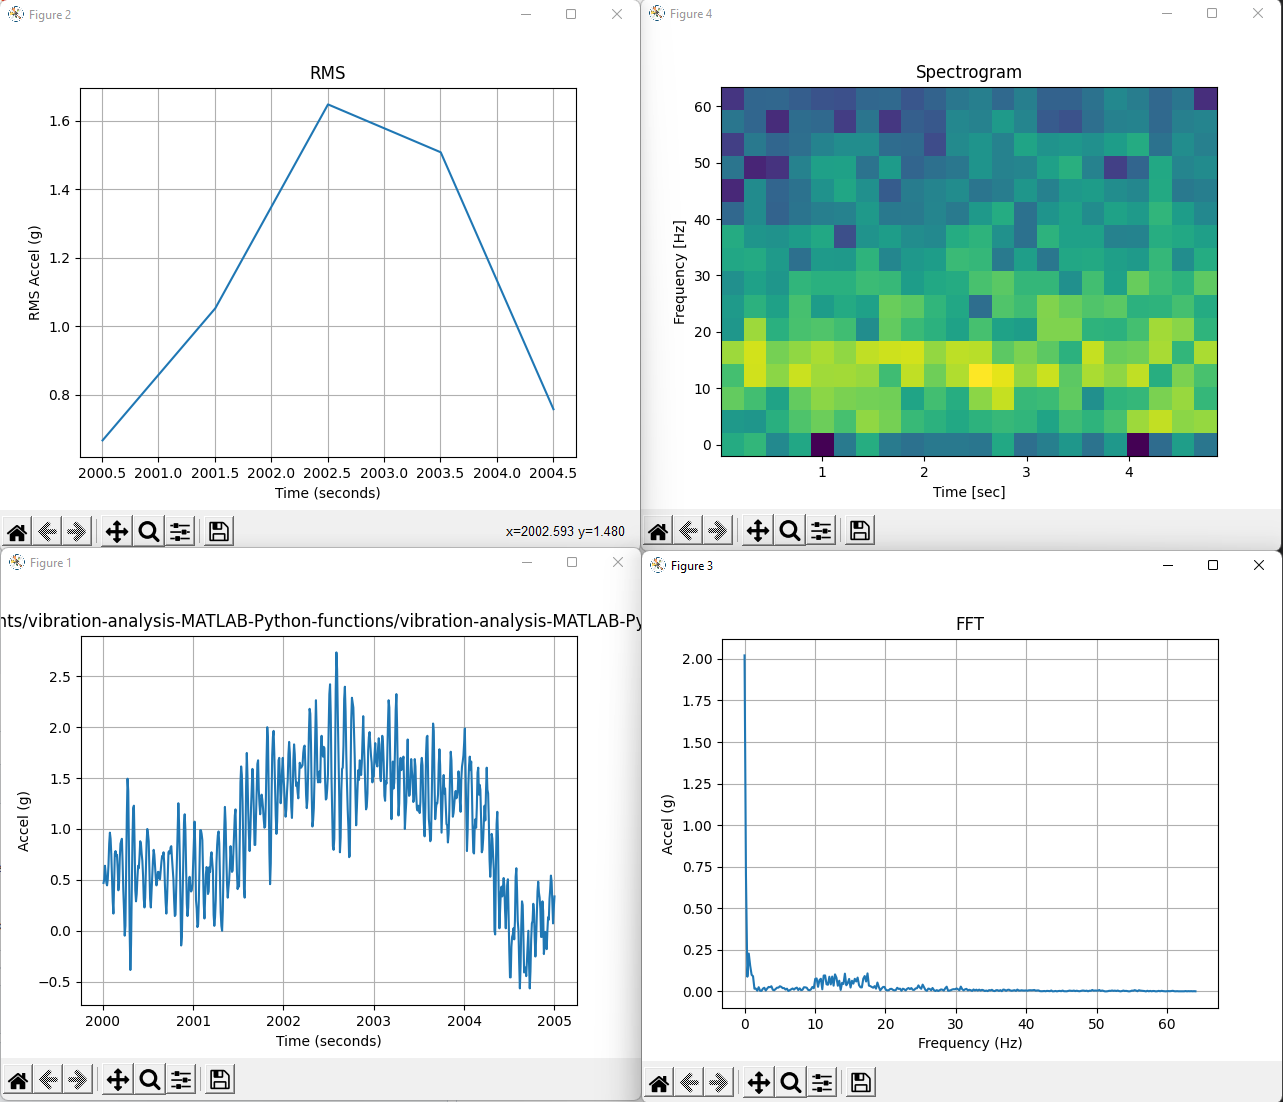 Figure 2
RMS
1.6
1.4
1.2
1.0
0.8
RMS Accel (g)
2000.5 2001.0 2001.5 2002.0 2002.5 2003.0 2003.5 2004.0 2004.5
Time (seconds)
x=2002.593 y=1.480
Figure 4
Spectrogram
60
50
40
30
20
10
0
Frequency [Hz]
1 2 3 4
Time [sec]
Figure 1
nts/vibration-analysis-MATLAB-Python-functions/vibration-analysis-MATLAB-Py
2.5
2.0
1.5
1.0
0.5
0.0
−0.5
Accel (g)
2000 2001 2002 2003 2004 2005
Time (seconds)
Figure 3
FFT
2.00
1.75
1.50
1.25
1.00
0.75
0.50
0.25
0.00
Accel (g)
0 10 20 30 40 50 60
Frequency (Hz)